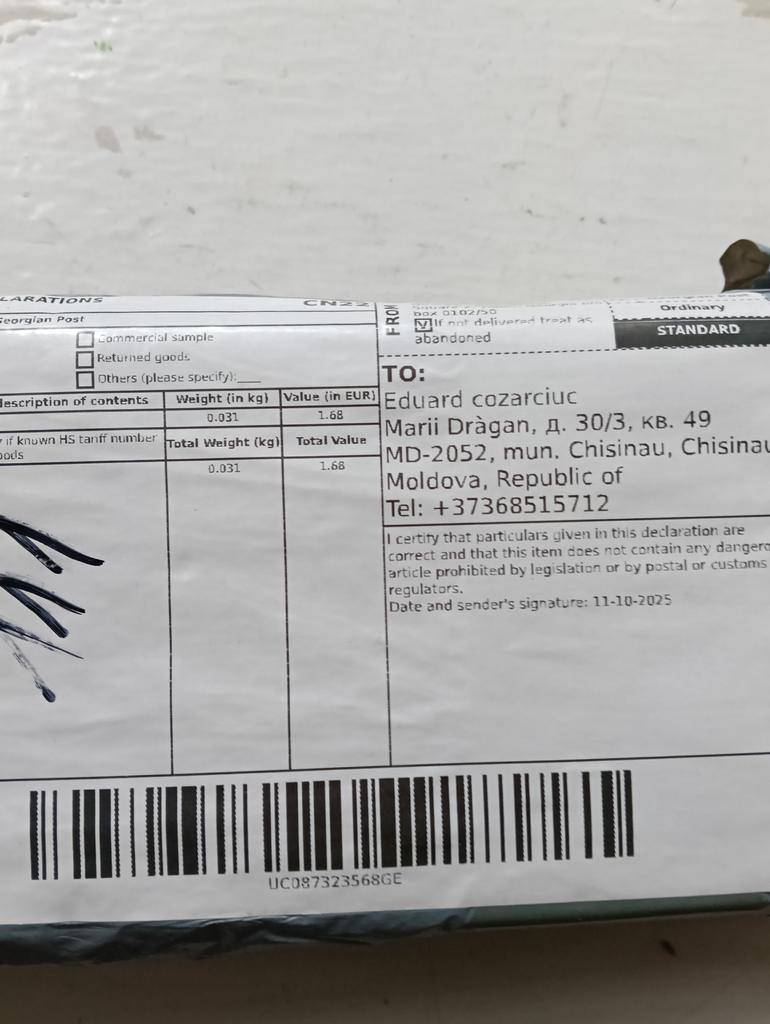 LARATIONS CN22
Georgian Post
Commercial sample
Returned goods
Others (please specify):___
description of contents Weight (in kg) Value (in EUR)
0.031 1.68
if known HS tariff number Total Weight (kg) Total Value
oods
0.031 1.68
FROM
box 0102/50
If not delivered treat as
abandoned
Ordinary
STANDARD
TO:
Eduard cozarciuc
Marii Dràgan, д. 30/3, кв. 49
MD-2052, mun. Chisinau, Chisinau
Moldova, Republic of
Tel: +37368515712
I certify that particulars given in this declaration are
correct and that this item does not contain any dangero
article prohibited by legislation or by postal or customs
regulators.
Date and sender's signature: 11-10-2025
UC087323568GE